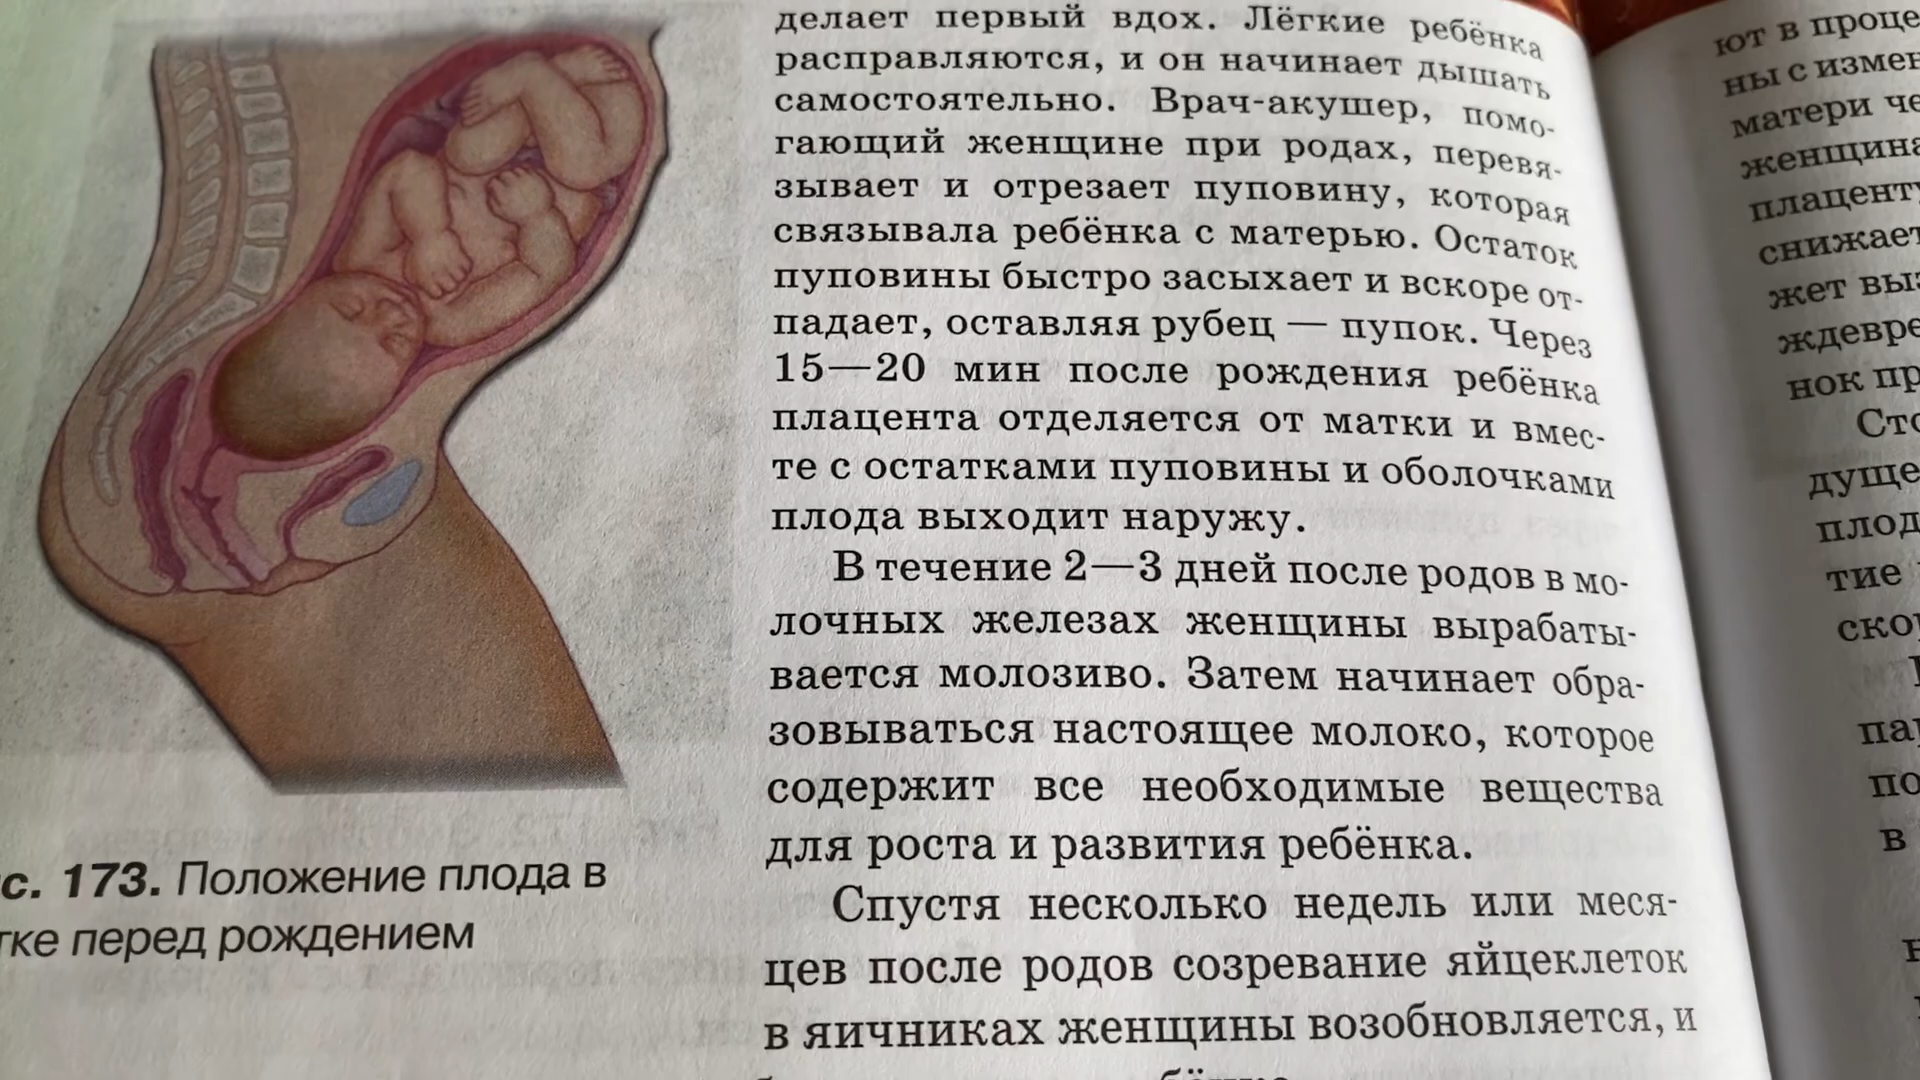 делает первый вдох. Лёгкие ребёнка
расправляются, и он начинает дышать
самостоятельно. Врач-акушер, помо-
гающий женщине при родах, перевя-
зывает и отрезает пуповину, которая
связывала ребёнка с матерью. Остаток
пуповины быстро засыхает и вскоре от-
падает, оставляя рубец — пупок. Через
15—20 мин после рождения ребёнка
плацента отделяется от матки и вмес-
те с остатками пуповины и оболочками
плода выходит наружу.
В течение 2—3 дней после родов в мо-
лочных железах женщины вырабаты-
вается молозиво. Затем начинает обра-
зовываться настоящее молоко, которое
содержит все необходимые вещества
для роста и развития ребёнка.
Спустя несколько недель или меся-
цев после родов созревание яйцеклеток
в яичниках женщины возобновляется, и
с. 173. Положение плода в
тке перед рождением
ют в проце
ны с измен
матери че
женщина
плаценту
снижает
жет выз
ждевре
нок пр
Сто
дуще
плод
тие
ско
па
по
в